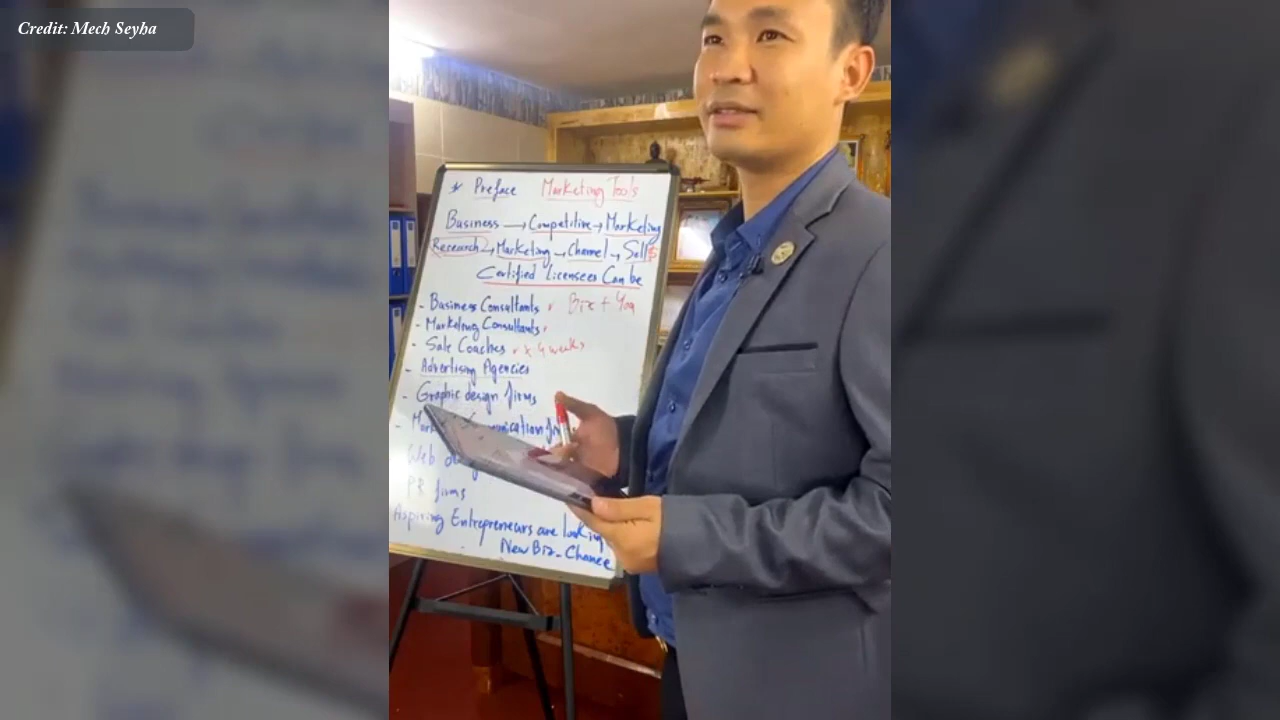 Credit: Mech Seyha
* Preface Marketing Tools
Business → Competitive → Marketing
Research → Marketing → Channel → Sell $
Certified Licensees Can be
- Business Consultants Biz + You
- Marketing Consultants
- Sale Coaches x 4 weeks
- Advertising Agencies
- Graphic design firms
-
Web
PR firms
Aspiring Entrepreneurs are looking
New Biz - Chance